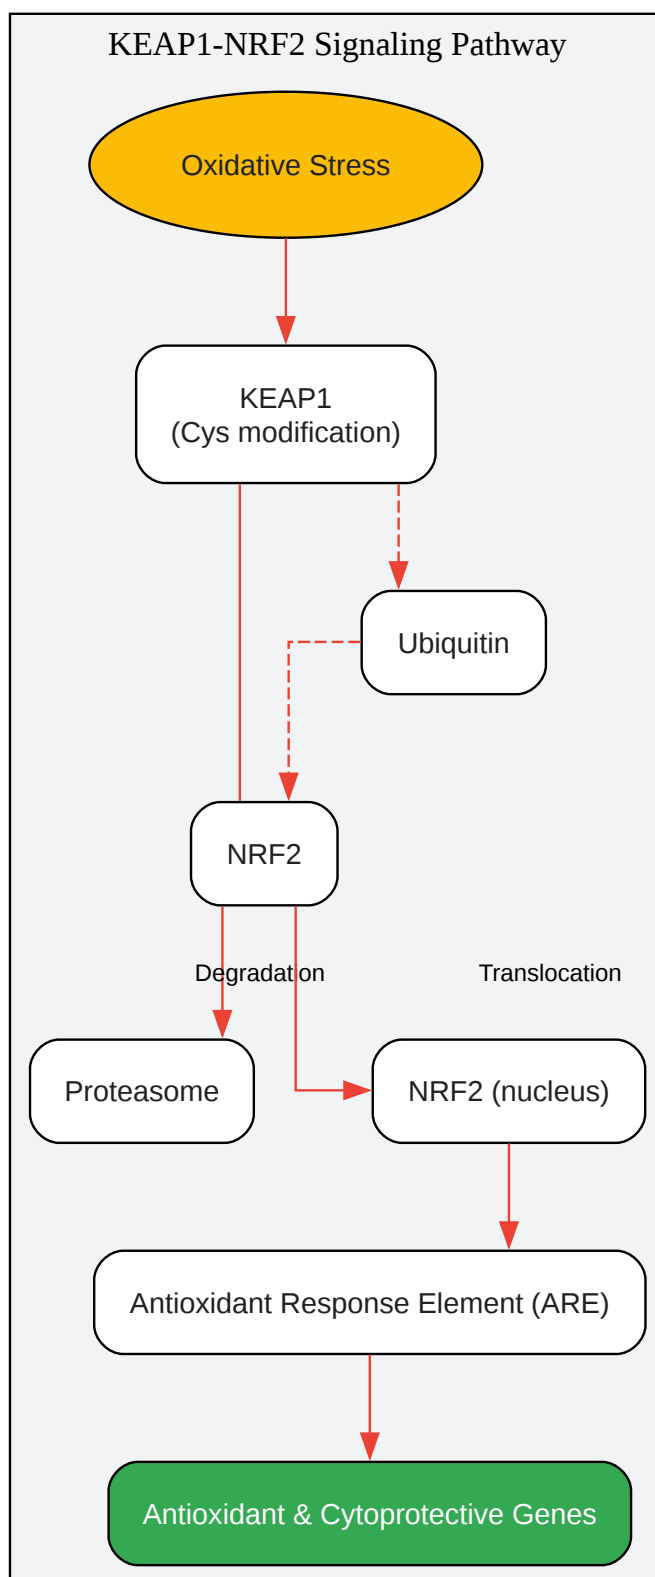 KEAP1-NRF2 Signaling Pathway
Oxidative Stress
KEAP1
(Cys modification)
Ubiquitin
NRF2
Degradation
Translocation
Proteasome
NRF2 (nucleus)
Antioxidant Response Element (ARE)
Antioxidant & Cytoprotective Genes